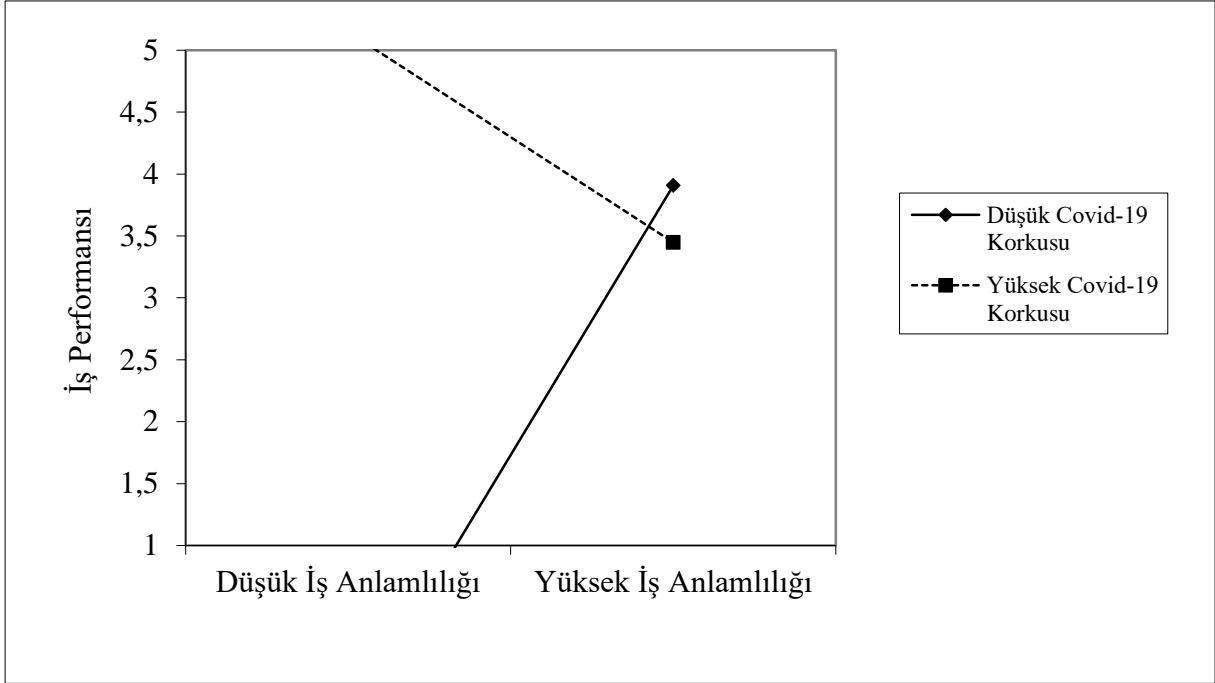 5
4,5
4
3,5
3
2,5
2
1,5
1
İş Performansı
Düşük İş Anlamlılığı
Yüksek İş Anlamlılığı
Düşük Covid-19
Korkusu
Yüksek Covid-19
Korkusu